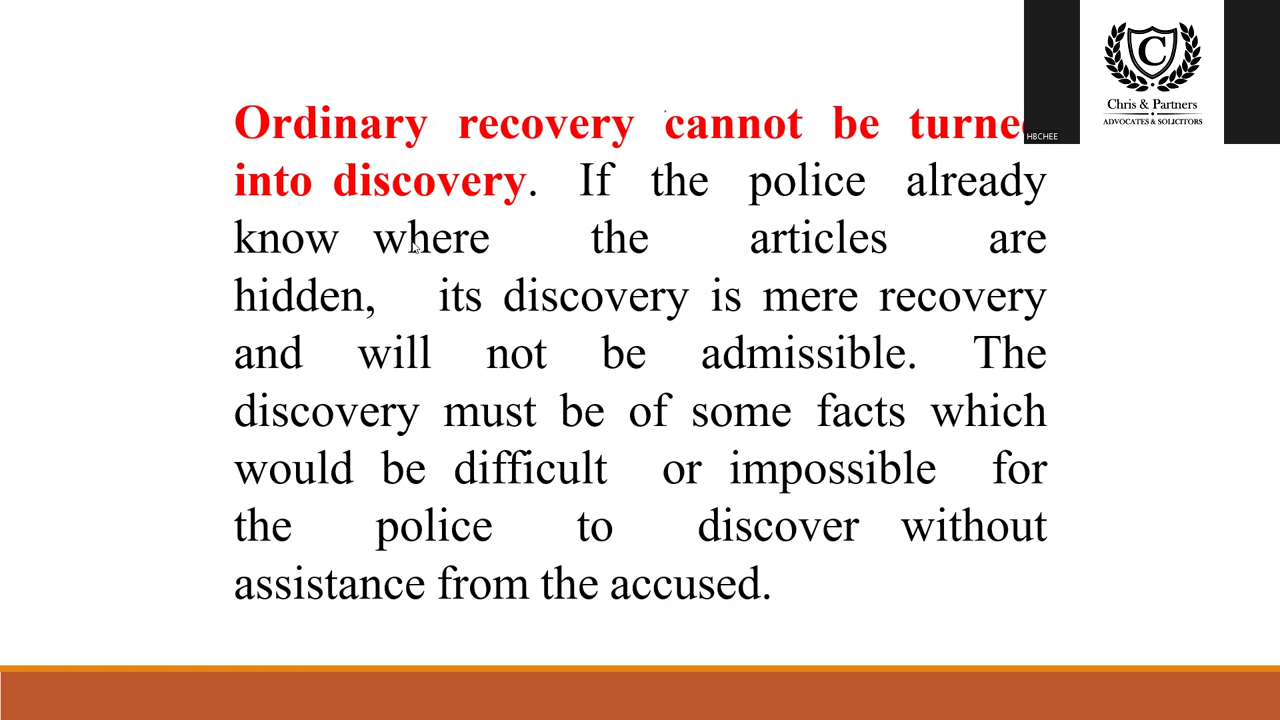 Ordinary recovery cannot be turned
into discovery. If the police already
know where the articles are
hidden, its discovery is mere recovery
and will not be admissible. The
discovery must be of some facts which
would be difficult or impossible for
the police to discover without
assistance from the accused.
C
Chris & Partners
ADVOCATES & SOLICITORS
HBCHEE